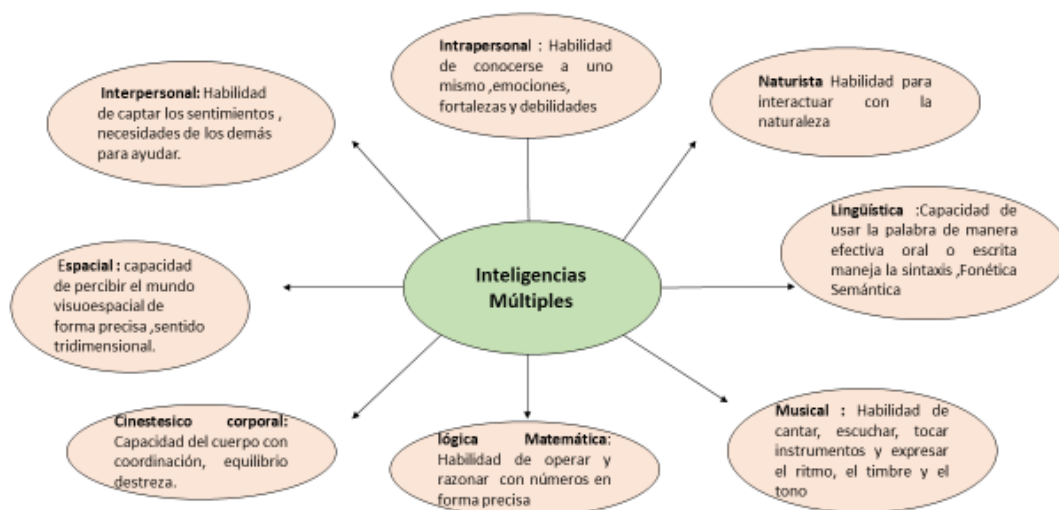 Intrapersonal : Habilidad
de conocerse a uno
mismo ,emociones,
fortalezas y debilidades
Interpersonal: Habilidad
de captar los sentimientos ,
necesidades de los demás
para ayudar.
Naturista Habilidad para
interactuar con la
naturaleza
Lingüística :Capacidad de
usar la palabra de manera
efectiva oral o escrita
maneja la sintaxis ,Fonética
Semántica
Inteligencias
Múltiples
Espacial : capacidad
de percibir el mundo
visuoespacial de
forma precisa ,sentido
tridimensional.
Cinestesico corporal:
Capacidad del cuerpo con
coordinación, equilibrio
destreza.
lógica Matemática:
Habilidad de operar y
razonar con números en
forma precisa
Musical : Habilidad de
cantar, escuchar, tocar
instrumentos y expresar
el ritmo, el timbre y el
tono